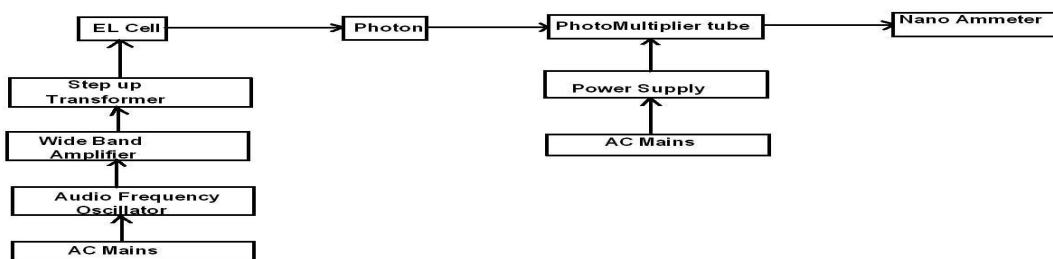 EL Cell
Photon
PhotoMultiplier tube
Nano Ammeter
Step up
Transformer
Power Supply
Wide Band
Amplifier
AC Mains
Audio Frequency
Oscillator
AC Mains